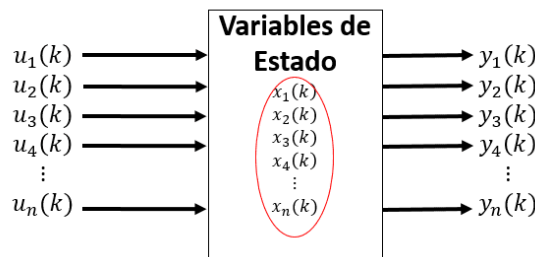 Variables de
Estado
u₁(k)
u₂(k)
u₃(k)
u₄(k)
⋮
uₙ(k)
x₁(k)
x₂(k)
x₃(k)
x₄(k)
⋮
xₙ(k)
y₁(k)
y₂(k)
y₃(k)
y₄(k)
⋮
yₙ(k)